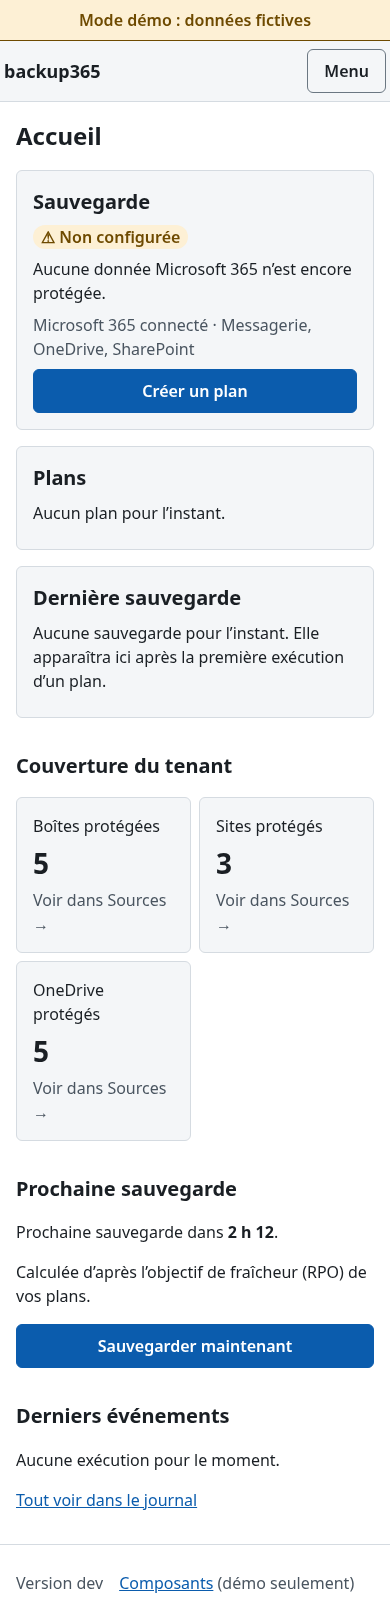 Mode démo : données fictives
backup365
Menu
Accueil
Sauvegarde
⚠ Non configurée
Aucune donnée Microsoft 365 n’est encore
protégée.
Microsoft 365 connecté · Messagerie,
OneDrive, SharePoint
Créer un plan
Plans
Aucun plan pour l’instant.
Dernière sauvegarde
Aucune sauvegarde pour l’instant. Elle
apparaîtra ici après la première exécution
d’un plan.
Couverture du tenant
Boîtes protégées
5
Voir dans Sources
→
Sites protégés
3
Voir dans Sources
→
OneDrive
protégés
5
Voir dans Sources
→
Prochaine sauvegarde
Prochaine sauvegarde dans 2 h 12.
Calculée d’après l’objectif de fraîcheur (RPO) de
vos plans.
Sauvegarder maintenant
Derniers événements
Aucune exécution pour le moment.
Tout voir dans le journal
Version dev Composants (démo seulement)